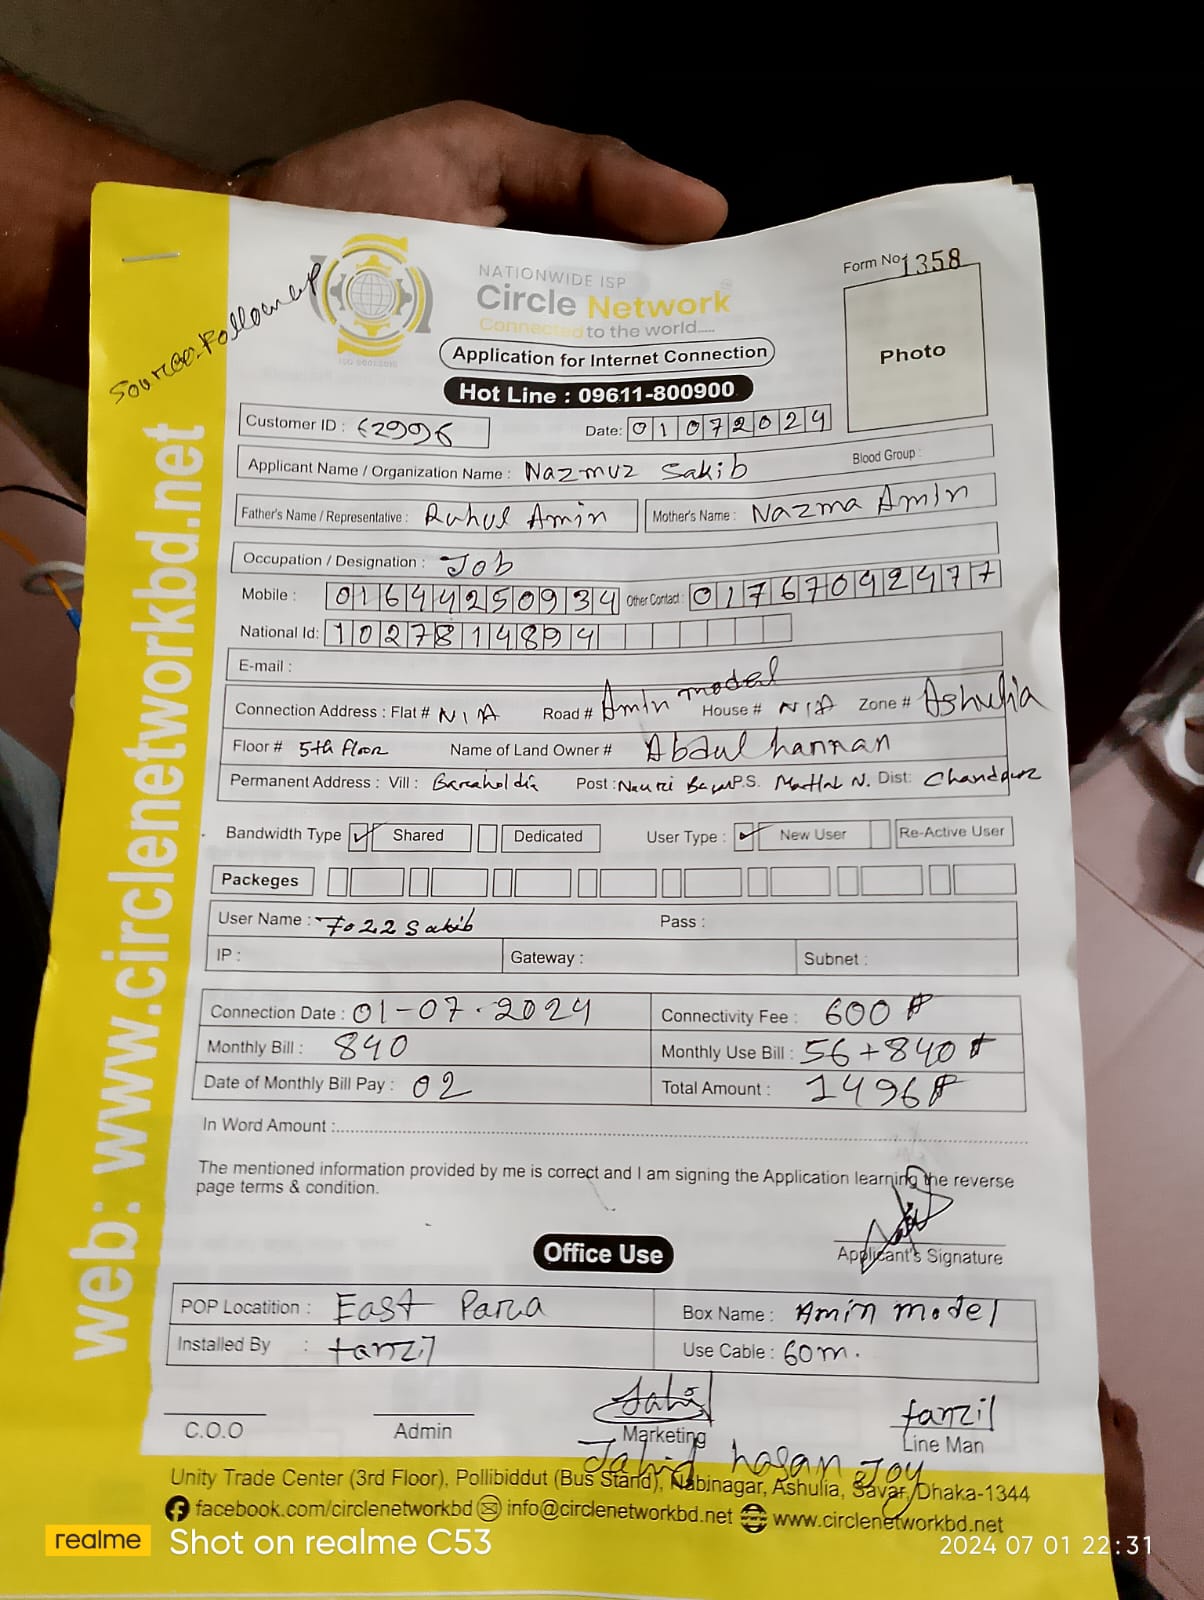 Source. Followup
NATIONWIDE ISP
Circle Network
Connected to the world.....
ISO 9001:2015
Form No 1358
Photo
Application for Internet Connection
Hot Line : 09611-800900
Customer ID : 62996
Date: 01072024
Applicant Name / Organization Name : Nazmuz Sakib Blood Group :
Father's Name / Representative : Ruhul Amin Mother's Name : Nazma Amin
Occupation / Designation : Job
Mobile : 01644250934 Other Contact : 01767092477
National Id: 1027814894
E-mail :
Connection Address : Flat # N/A Road # Amin model House # N/A Zone # Ashulia
Floor # 5th floor Name of Land Owner # Abdul hannan
Permanent Address : Vill : Post : P.S. N. Dist: Chandpur
Bandwidth Type Shared Dedicated User Type : New User Re-Active User
Packeges
User Name : 7022 Sakib Pass :
IP : Gateway : Subnet :
Connection Date : 01-07-2024 Connectivity Fee : 600
Monthly Bill : 840 Monthly Use Bill : 56+840
Date of Monthly Bill Pay : 02 Total Amount : 1496
In Word Amount :
The mentioned information provided by me is correct and I am signing the Application learning the reverse
page terms & condition.
Applicant's Signature
Office Use
POP Locatition : East Para Box Name : Amin model
Installed By : tanzil Use Cable : 60m.
tanzil
C.O.O Admin Marketing Line Man
Jahid hasan Joy
Unity Trade Center (3rd Floor), Pollibiddut (Bus Stand), Nabinagar, Ashulia, Savar, Dhaka-1344
facebook.com/circlenetworkbd info@circlenetworkbd.net www.circlenetworkbd.net
web: www.circlenetworkbd.net
realme Shot on realme C53 2024 07 01 22:31